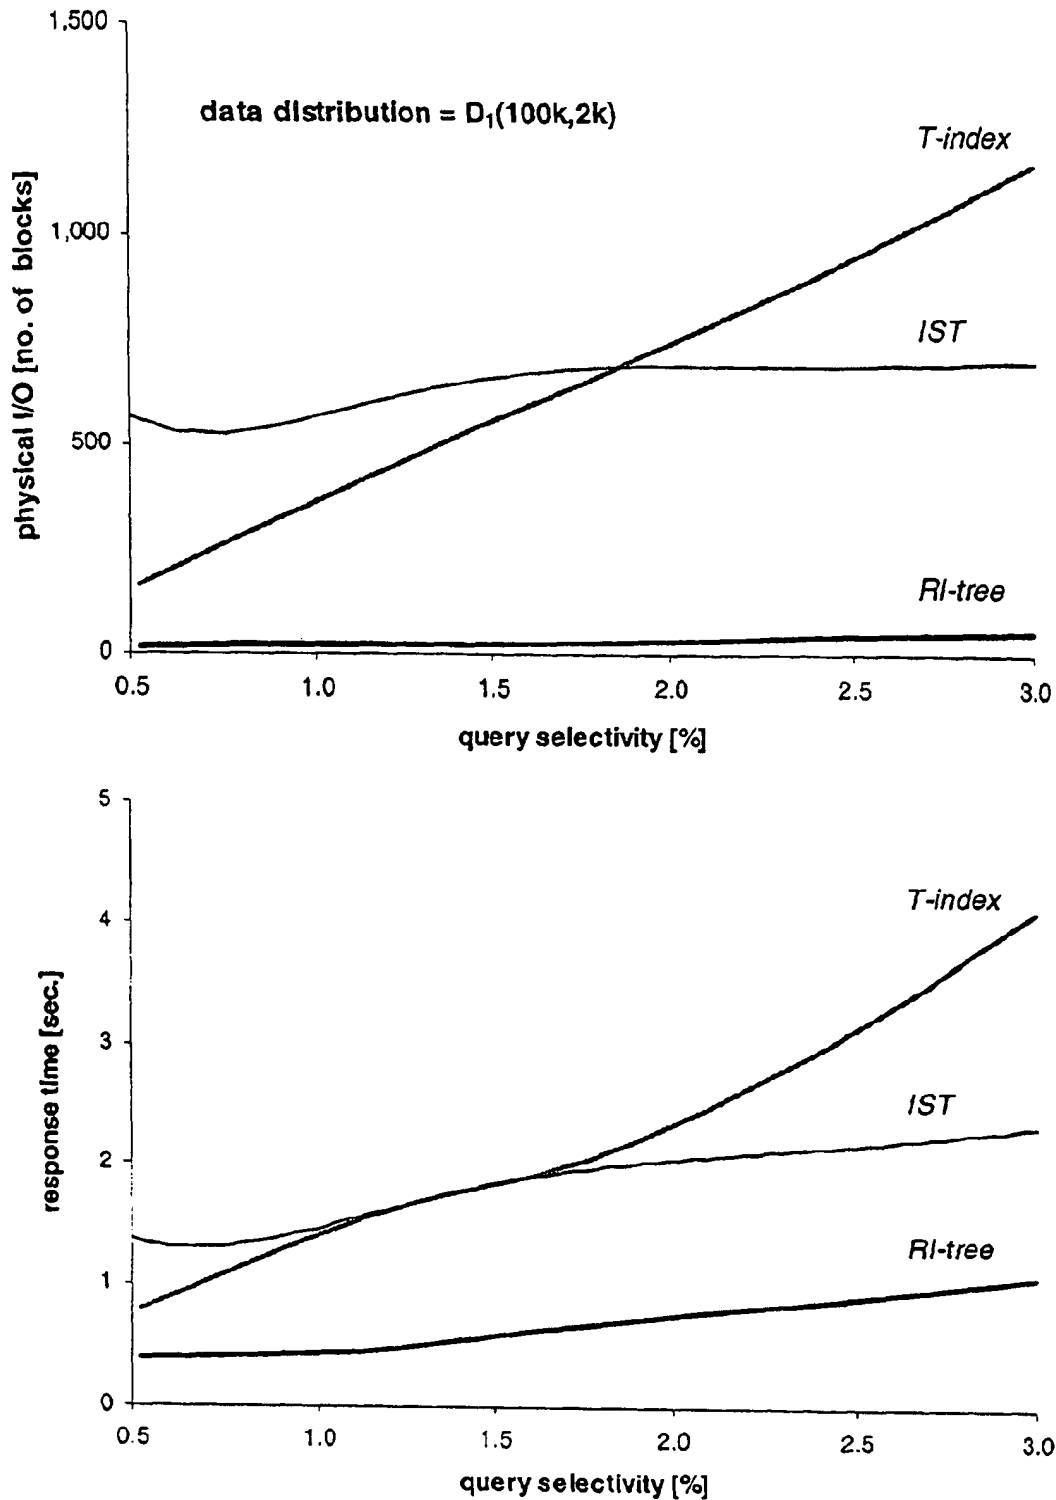 1,500
data distribution = D1(100k,2k)
T-index
1,000
IST
500
RI-tree
0
physical I/O [no. of blocks]
0.5 1.0 1.5 2.0 2.5 3.0
query selectivity [%]
5
T-index
4
3
IST
2
RI-tree
1
0
response time [sec.]
0.5 1.0 1.5 2.0 2.5 3.0
query selectivity [%]